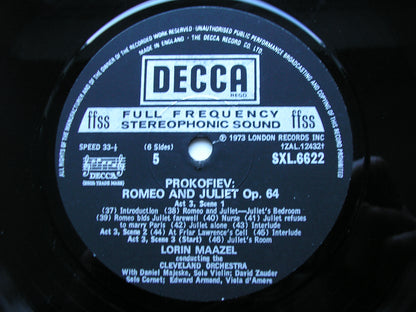 ALL RIGHTS OF THE MANUFACTURER AND OF THE OWNER OF THE RECORDED WORK RESERVED · UNAUTHORISED PUBLIC PERFORMANCE BROADCASTING AND COPYING OF THIS RECORD PROHIBITED
MADE IN ENGLAND · THE DECCA RECORD CO. LTD.
DECCA
REGD
ffss FULL FREQUENCY ffss
STEREOPHONIC SOUND
℗ 1973 LONDON RECORDS INC
SPEED 33-⅓ (6 Sides) ‡ZAL.12432‡
5 SXL.6622
DECCA
PROKOFIEV:
ROMEO AND JULIET Op. 64
Act 3, Scene 1
(37) Introduction (38) Romeo and Juliet—Juliet's Bedroom
(39) Romeo bids Juliet farewell (40) Nurse (41) Juliet refuses
to marry Paris (42) Juliet alone (43) Interlude
Act 3, Scene 2 (44) At Friar Lawrence's Cell (45) Interlude
Act 3, Scene 3 (Start) (46) Juliet's Room
LORIN MAAZEL
conducting the
CLEVELAND ORCHESTRA
With Daniel Majeske, Solo Violin; David Zauder
Solo Cornet; Edward Armond, Viola d'Amore